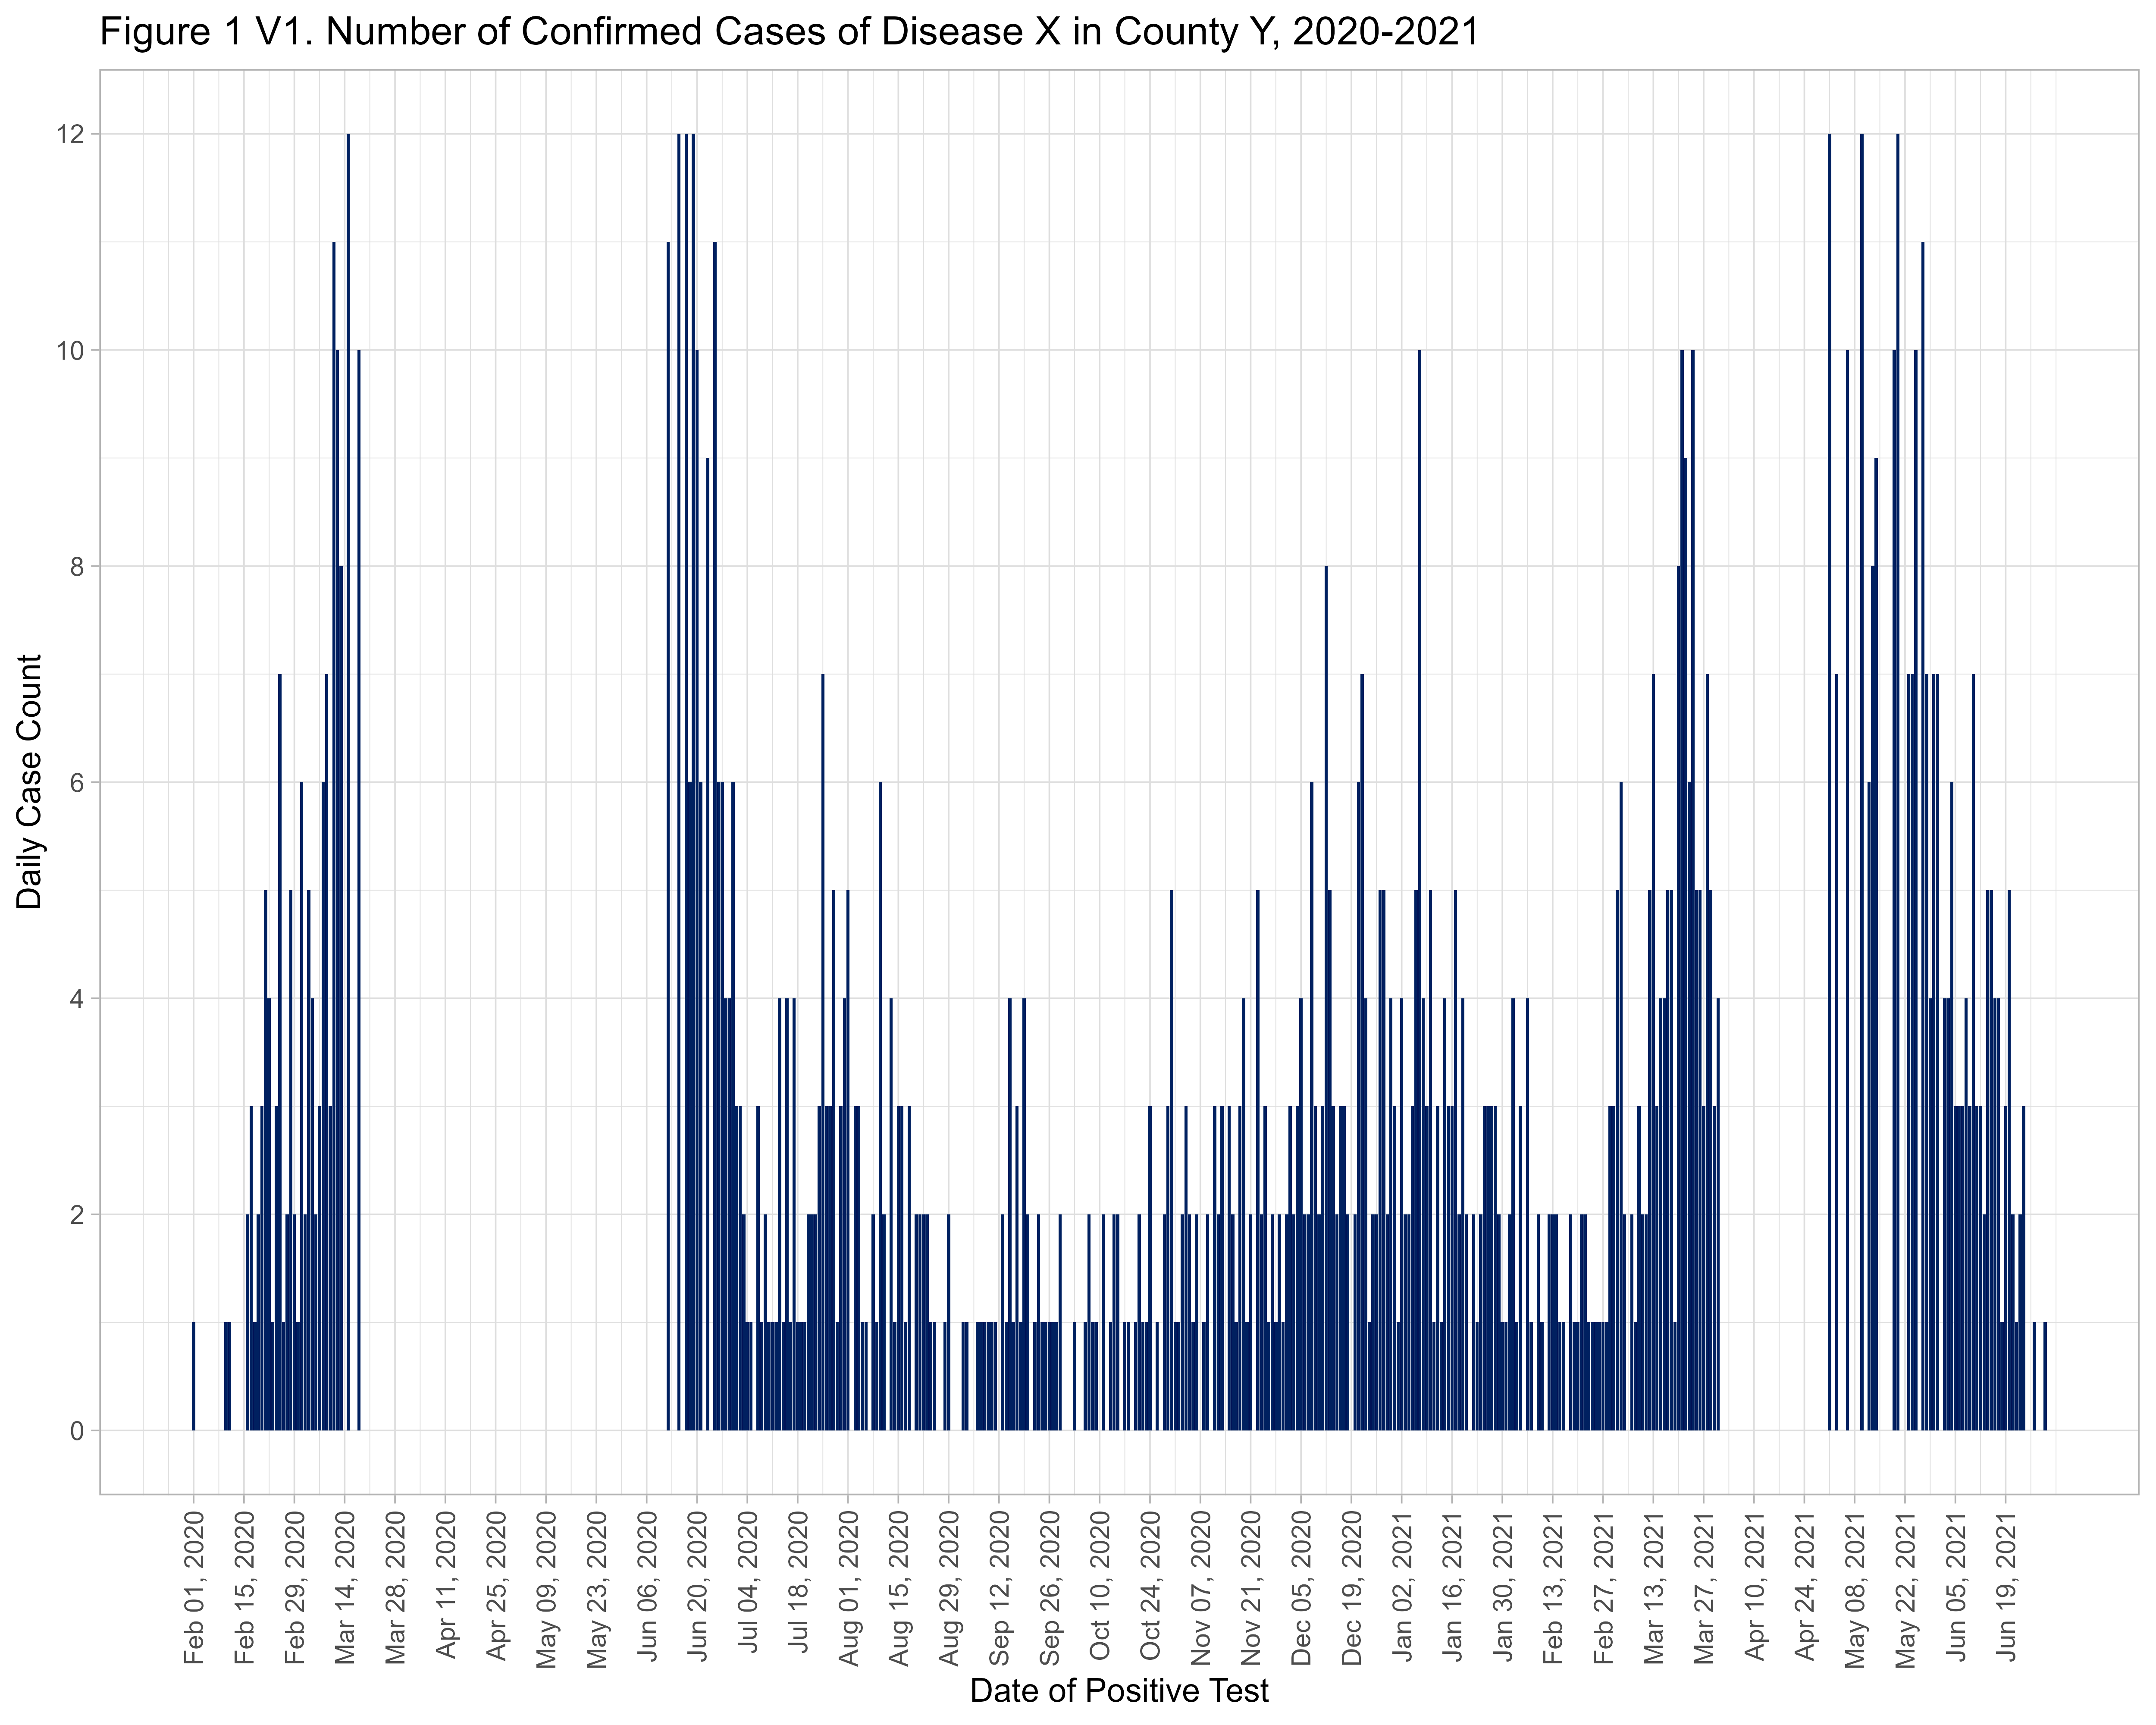 Figure 1 V1. Number of Confirmed Cases of Disease X in County Y, 2020-2021
Daily Case Count
12
10
8
6
4
2
0
Feb 01, 2020
Feb 15, 2020
Feb 29, 2020
Mar 14, 2020
Mar 28, 2020
Apr 11, 2020
Apr 25, 2020
May 09, 2020
May 23, 2020
Jun 06, 2020
Jun 20, 2020
Jul 04, 2020
Jul 18, 2020
Aug 01, 2020
Aug 15, 2020
Aug 29, 2020
Sep 12, 2020
Sep 26, 2020
Oct 10, 2020
Oct 24, 2020
Nov 07, 2020
Nov 21, 2020
Dec 05, 2020
Dec 19, 2020
Jan 02, 2021
Jan 16, 2021
Jan 30, 2021
Feb 13, 2021
Feb 27, 2021
Mar 13, 2021
Mar 27, 2021
Apr 10, 2021
Apr 24, 2021
May 08, 2021
May 22, 2021
Jun 05, 2021
Jun 19, 2021
Date of Positive Test